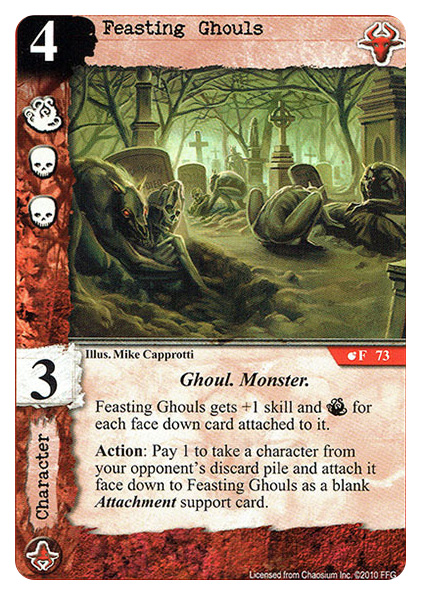 4
Feasting Ghouls
Illus. Mike Capprotti
F 73
3
Character
Ghoul. Monster.
Feasting Ghouls gets +1 skill and for
each face down card attached to it.
Action: Pay 1 to take a character from
your opponent's discard pile and attach it
face down to Feasting Ghouls as a blank
Attachment support card.
Licensed from Chaosium Inc. ©2010 FFG